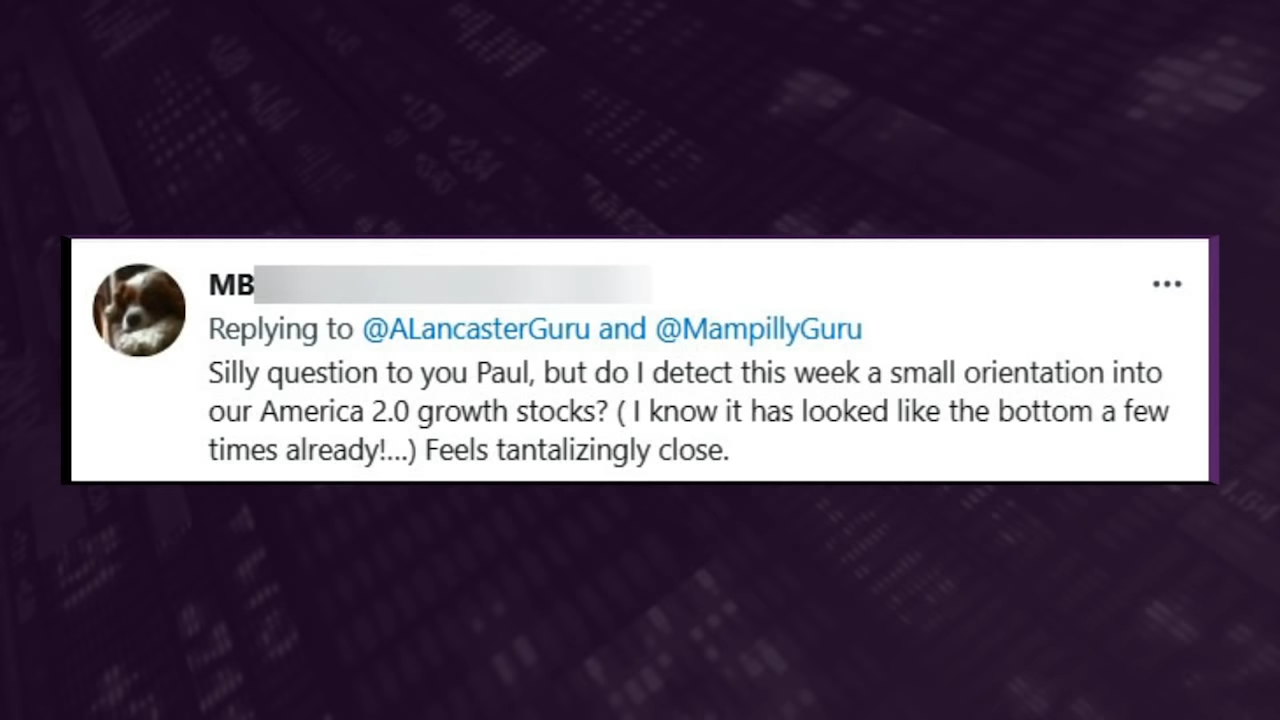 MB
Replying to @ALancasterGuru and @MampillyGuru
Silly question to you Paul, but do I detect this week a small orientation into
our America 2.0 growth stocks? ( I know it has looked like the bottom a few
times already!...) Feels tantalizingly close.